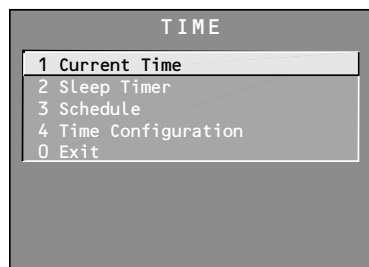 TIME
1 Current Time
2 Sleep Timer
3 Schedule
4 Time Configuration
0 Exit